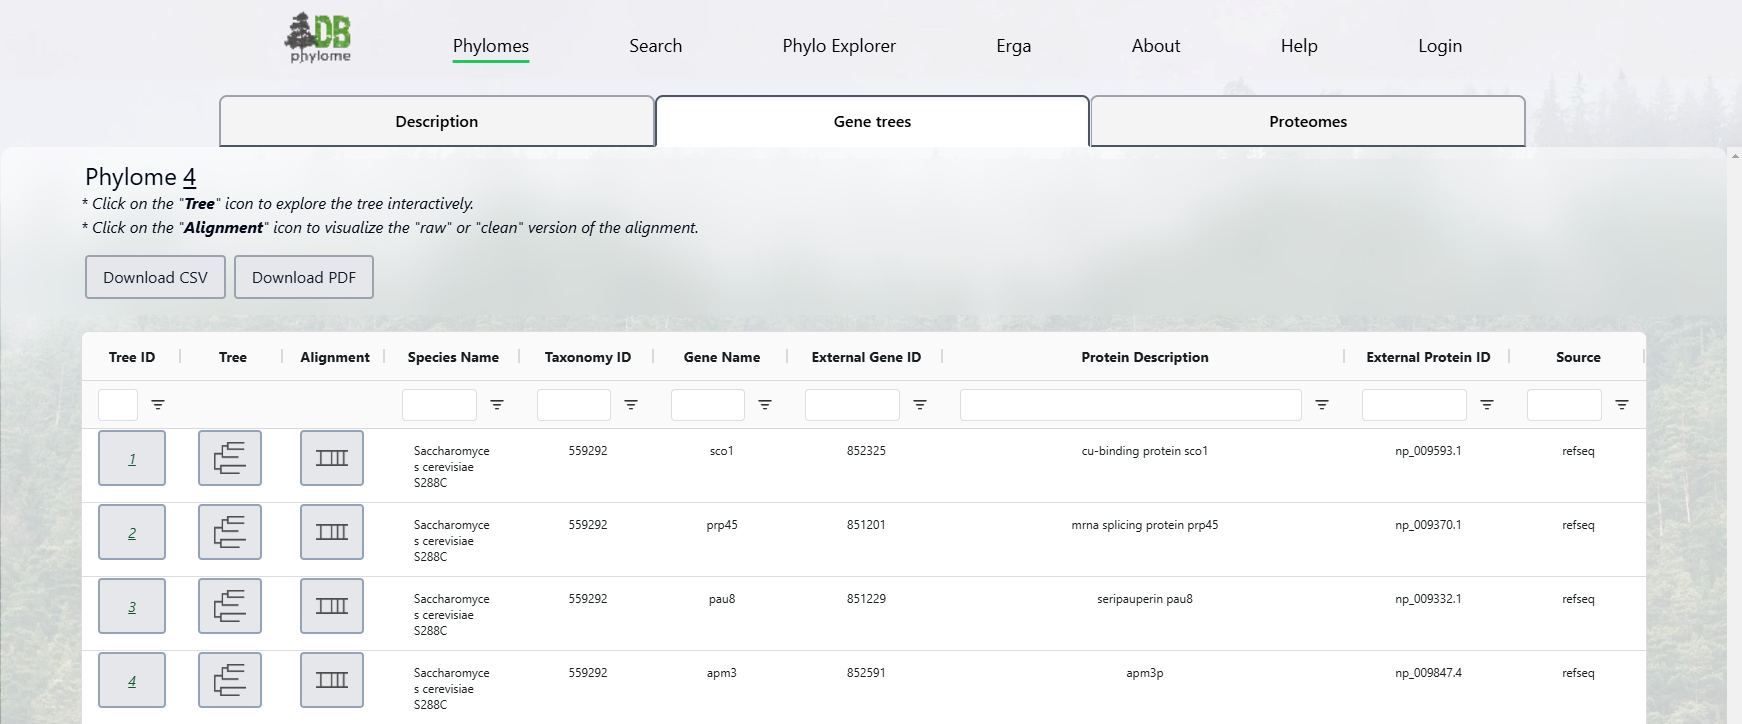 DB
phylome
Phylomes Search Phylo Explorer Erga About Help Login
Description Gene trees Proteomes
Phylome 4
* Click on the "Tree" icon to explore the tree interactively.
* Click on the "Alignment" icon to visualize the "raw" or "clean" version of the alignment.
Download CSV Download PDF
Tree ID Tree Alignment Species Name Taxonomy ID Gene Name External Gene ID Protein Description External Protein ID Source
1 Saccharomyce 559292 sco1 852325 cu-binding protein sco1 np_009593.1 refseq
s cerevisiae
S288C
2 Saccharomyce 559292 prp45 851201 mrna splicing protein prp45 np_009370.1 refseq
s cerevisiae
S288C
3 Saccharomyce 559292 pau8 851229 seripauperin pau8 np_009332.1 refseq
s cerevisiae
S288C
4 Saccharomyce 559292 apm3 852591 apm3p np_009847.4 refseq
s cerevisiae
S288C